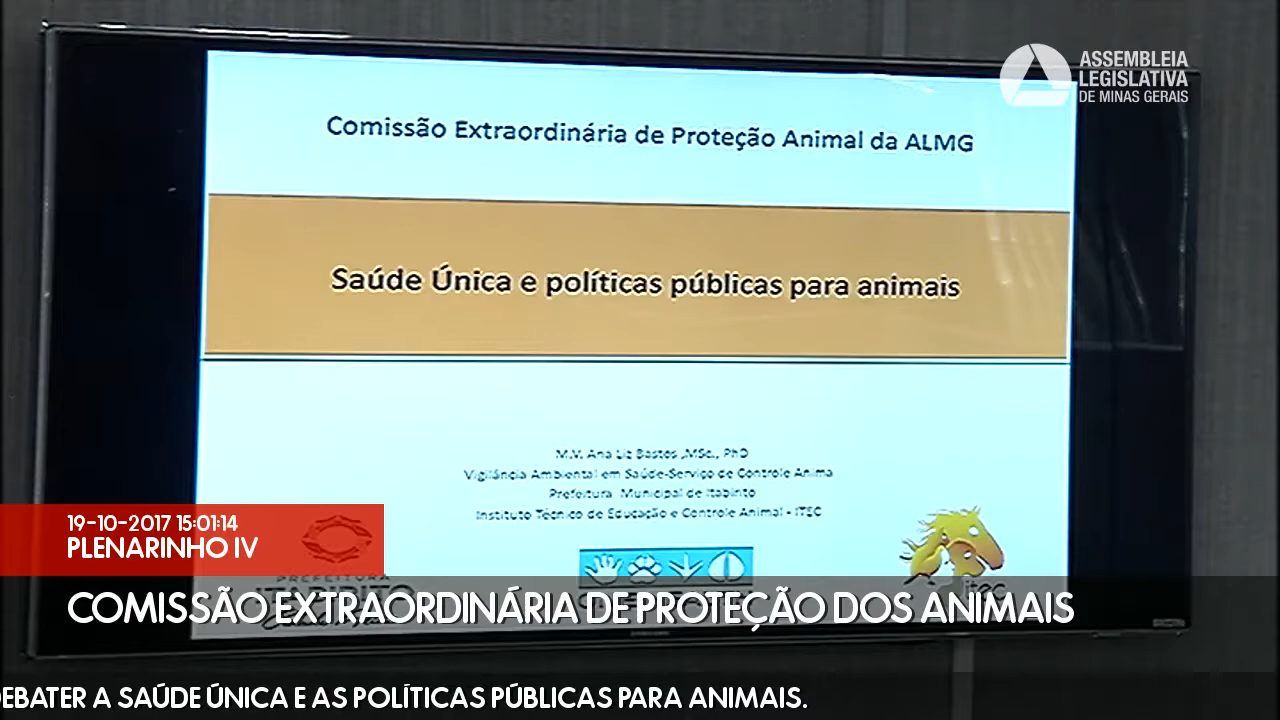 ASSEMBLEIA
LEGISLATIVA
DE MINAS GERAIS
Comissão Extraordinária de Proteção Animal da ALMG
Saúde Única e políticas públicas para animais
M.V. Ana Liz Bastos ,MSc., PhD
Vigilância Ambiental em Saúde-Serviço de Controle Anima
Prefeitura Municipal de Itabirito
Instituto Técnico de Educação e Controle Animal - ITEC
19-10-2017 15:01:14
PLENARINHO IV
PREFEITURA
itec
COMISSÃO EXTRAORDINÁRIA DE PROTEÇÃO DOS ANIMAIS
DEBATER A SAÚDE ÚNICA E AS POLÍTICAS PÚBLICAS PARA ANIMAIS.